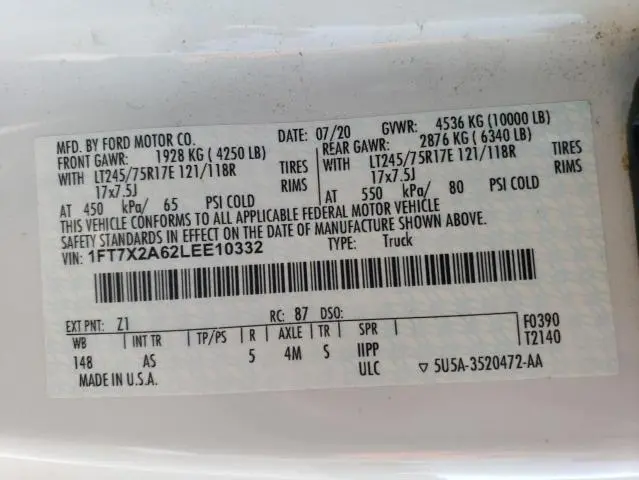 MFD. BY FORD MOTOR CO. DATE: 07/20 GVWR: 4536 KG (10000 LB)
FRONT GAWR: 1928 KG ( 4250 LB) REAR GAWR: 2876 KG ( 6340 LB)
WITH LT245/75R17E 121/118R TIRES WITH LT245/75R17E 121/118R TIRES
17x7.5J RIMS 17x7.5J RIMS
AT 450 kPa/ 65 PSI COLD AT 550 kPa/ 80 PSI COLD
THIS VEHICLE CONFORMS TO ALL APPLICABLE FEDERAL MOTOR VEHICLE
SAFETY STANDARDS IN EFFECT ON THE DATE OF MANUFACTURE SHOWN ABOVE.
VIN: 1FT7X2A62LEE10332 TYPE: Truck
EXT PNT: Z1 RC: 87 DSO: F0390
WB INT TR TP/PS R AXLE TR SPR T2140
148 AS 5 4M S IIPP
MADE IN U.S.A. ULC ▽ 5U5A-3520472-AA